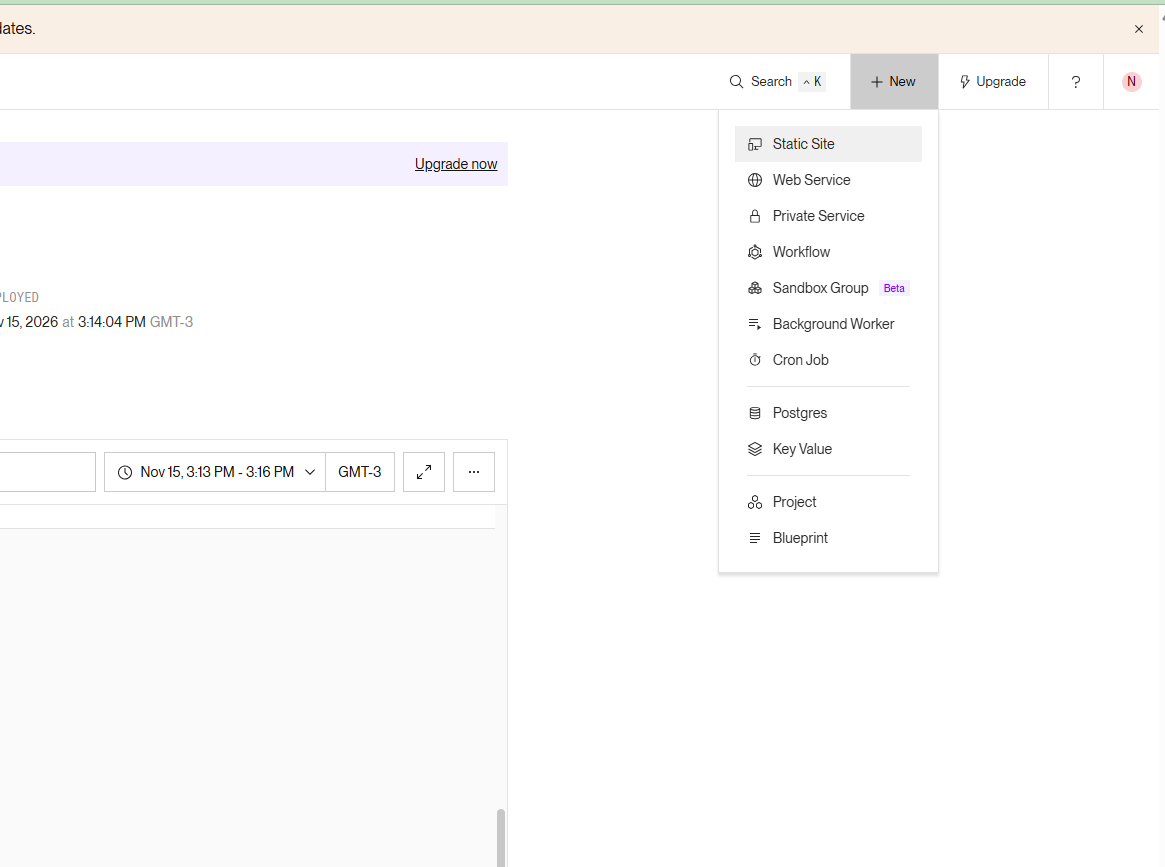 dates.
Search ^ K
+ New
Upgrade
?
N
Upgrade now
Static Site
Web Service
Private Service
Workflow
Sandbox Group Beta
Background Worker
Cron Job
Postgres
Key Value
Project
Blueprint
PLOYED
v 15, 2026 at 3:14:04 PM GMT-3
Nov 15, 3:13 PM - 3:16 PM
GMT-3
...